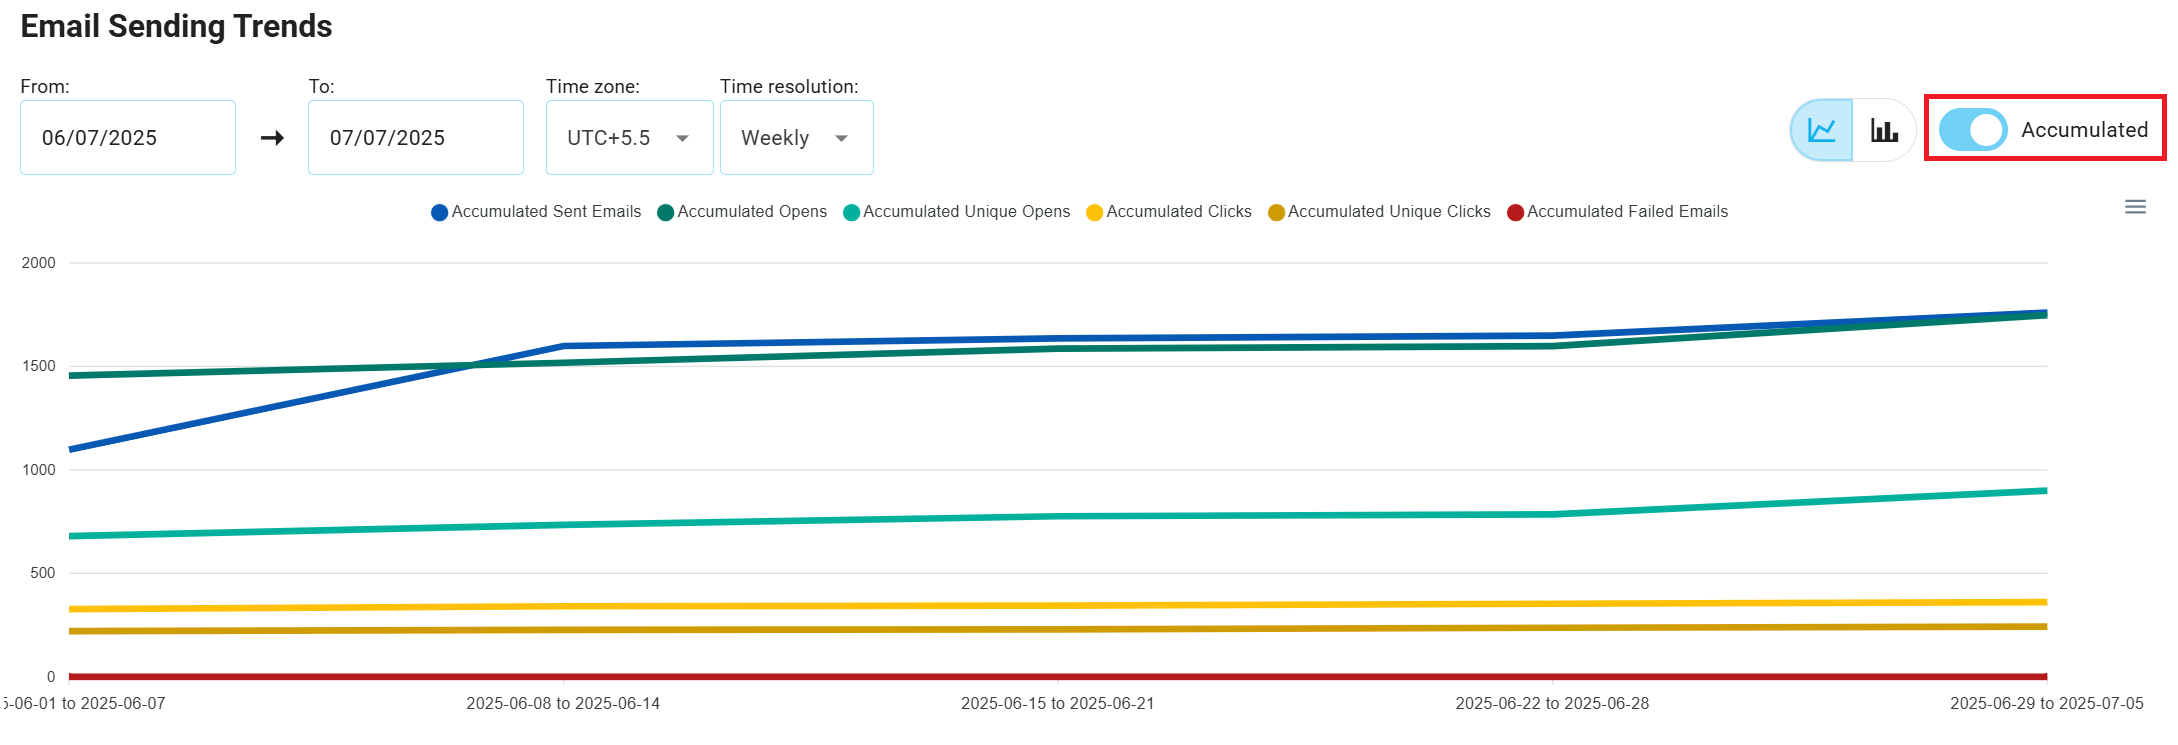 Email Sending Trends
From: To: Time zone: Time resolution:
06/07/2025 07/07/2025 UTC+5.5 Weekly Accumulated
Accumulated Sent Emails Accumulated Opens Accumulated Unique Opens Accumulated Clicks Accumulated Unique Clicks Accumulated Failed Emails
2000
1500
1000
500
0
5-06-01 to 2025-06-07 2025-06-08 to 2025-06-14 2025-06-15 to 2025-06-21 2025-06-22 to 2025-06-28 2025-06-29 to 2025-07-05